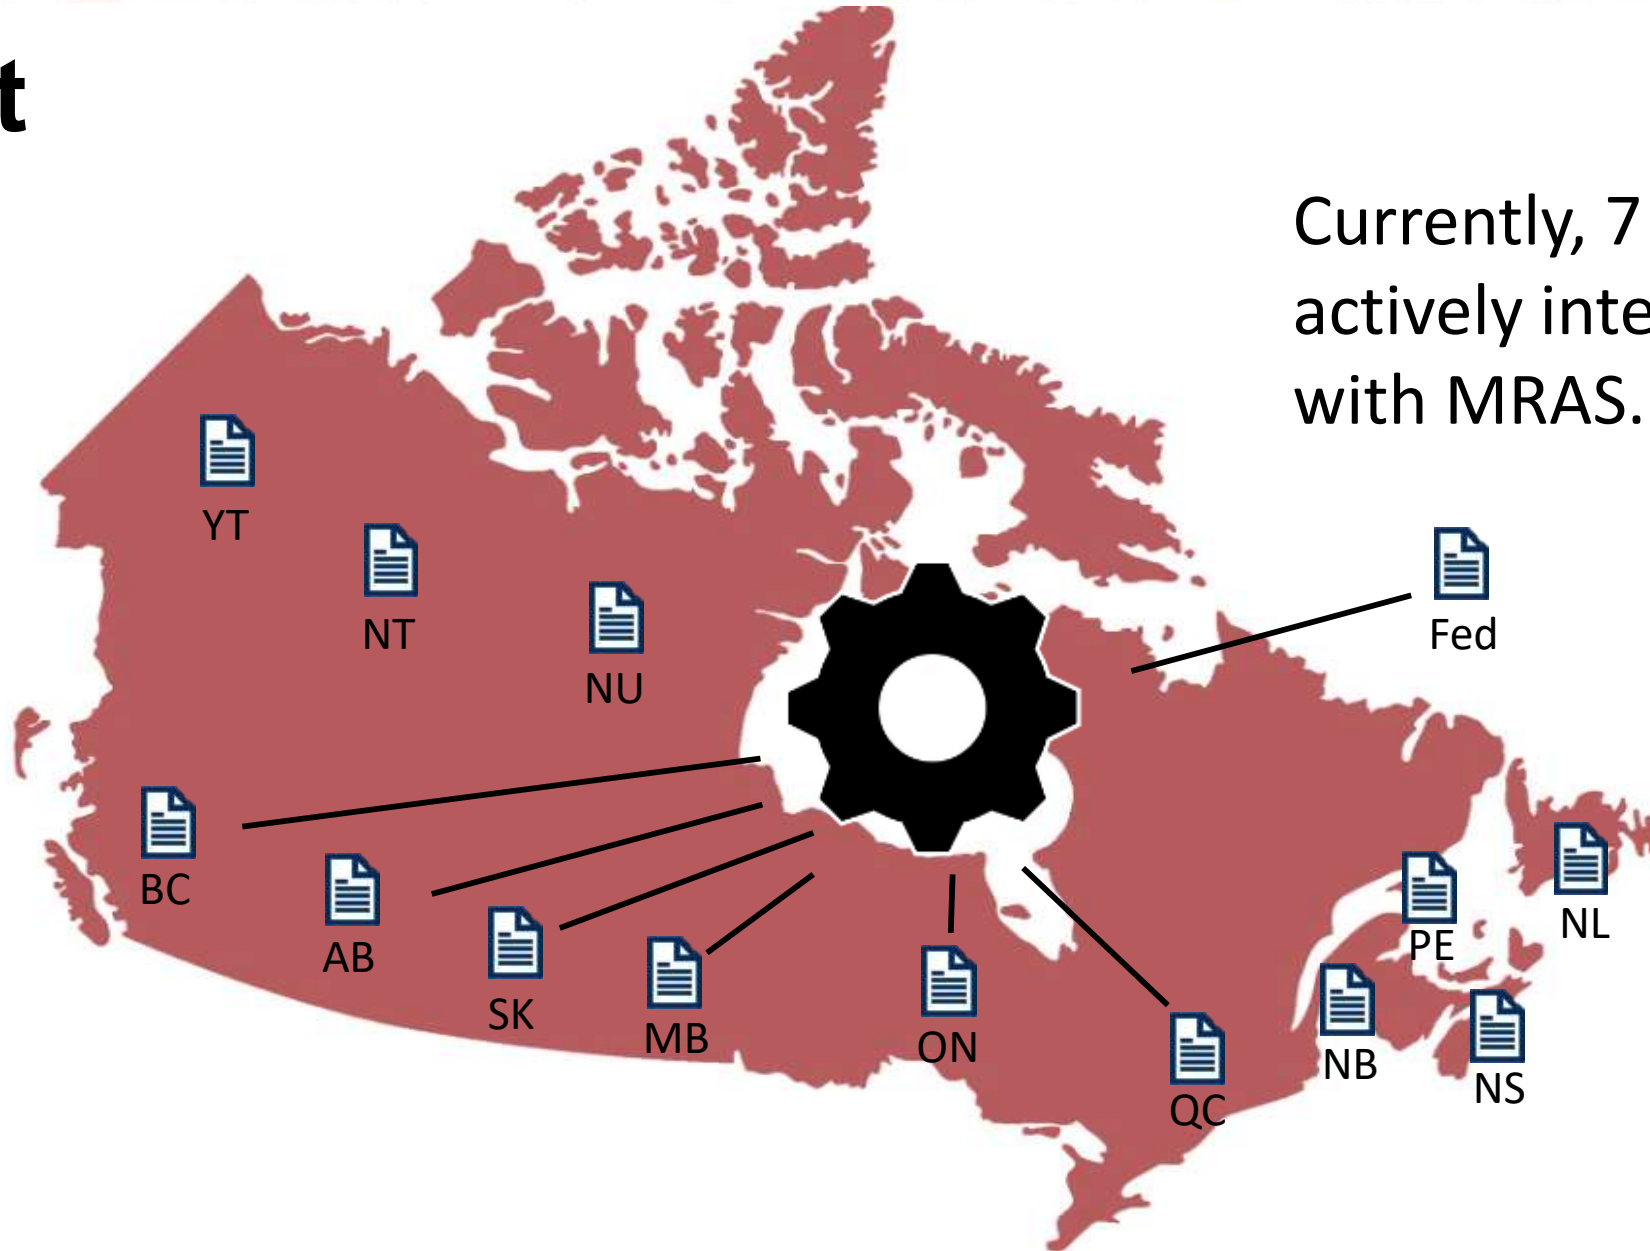 t
Currently, 7
actively inte
with MRAS.
YT
NT
NU
Fed
BC
AB
SK
MB
ON
QC
NB
PE
NS
NL